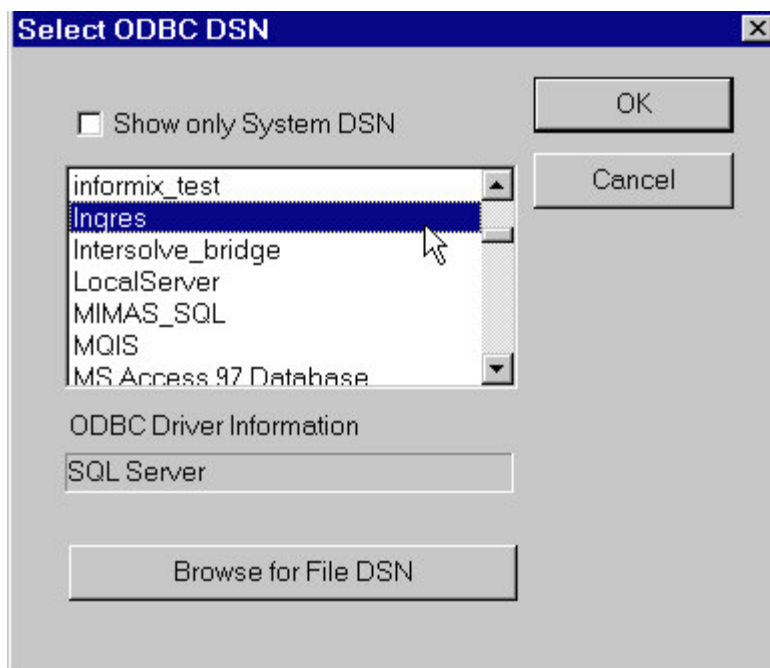 Select ODBC DSN
Show only System DSN
OK
Cancel
informix_test
Ingres
Intersolve_bridge
LocalServer
MIMAS_SQL
MQIS
MS Access 97 Database
ODBC Driver Information
SQL Server
Browse for File DSN